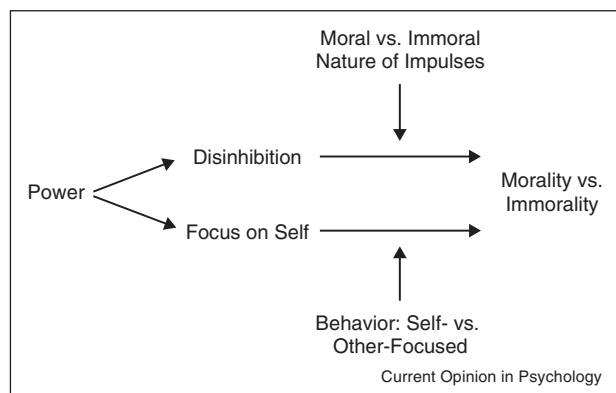 Moral vs. Immoral
Nature of Impulses
Disinhibition
Power
Morality vs.
Immorality
Focus on Self
Behavior: Self- vs.
Other-Focused
Current Opinion in Psychology